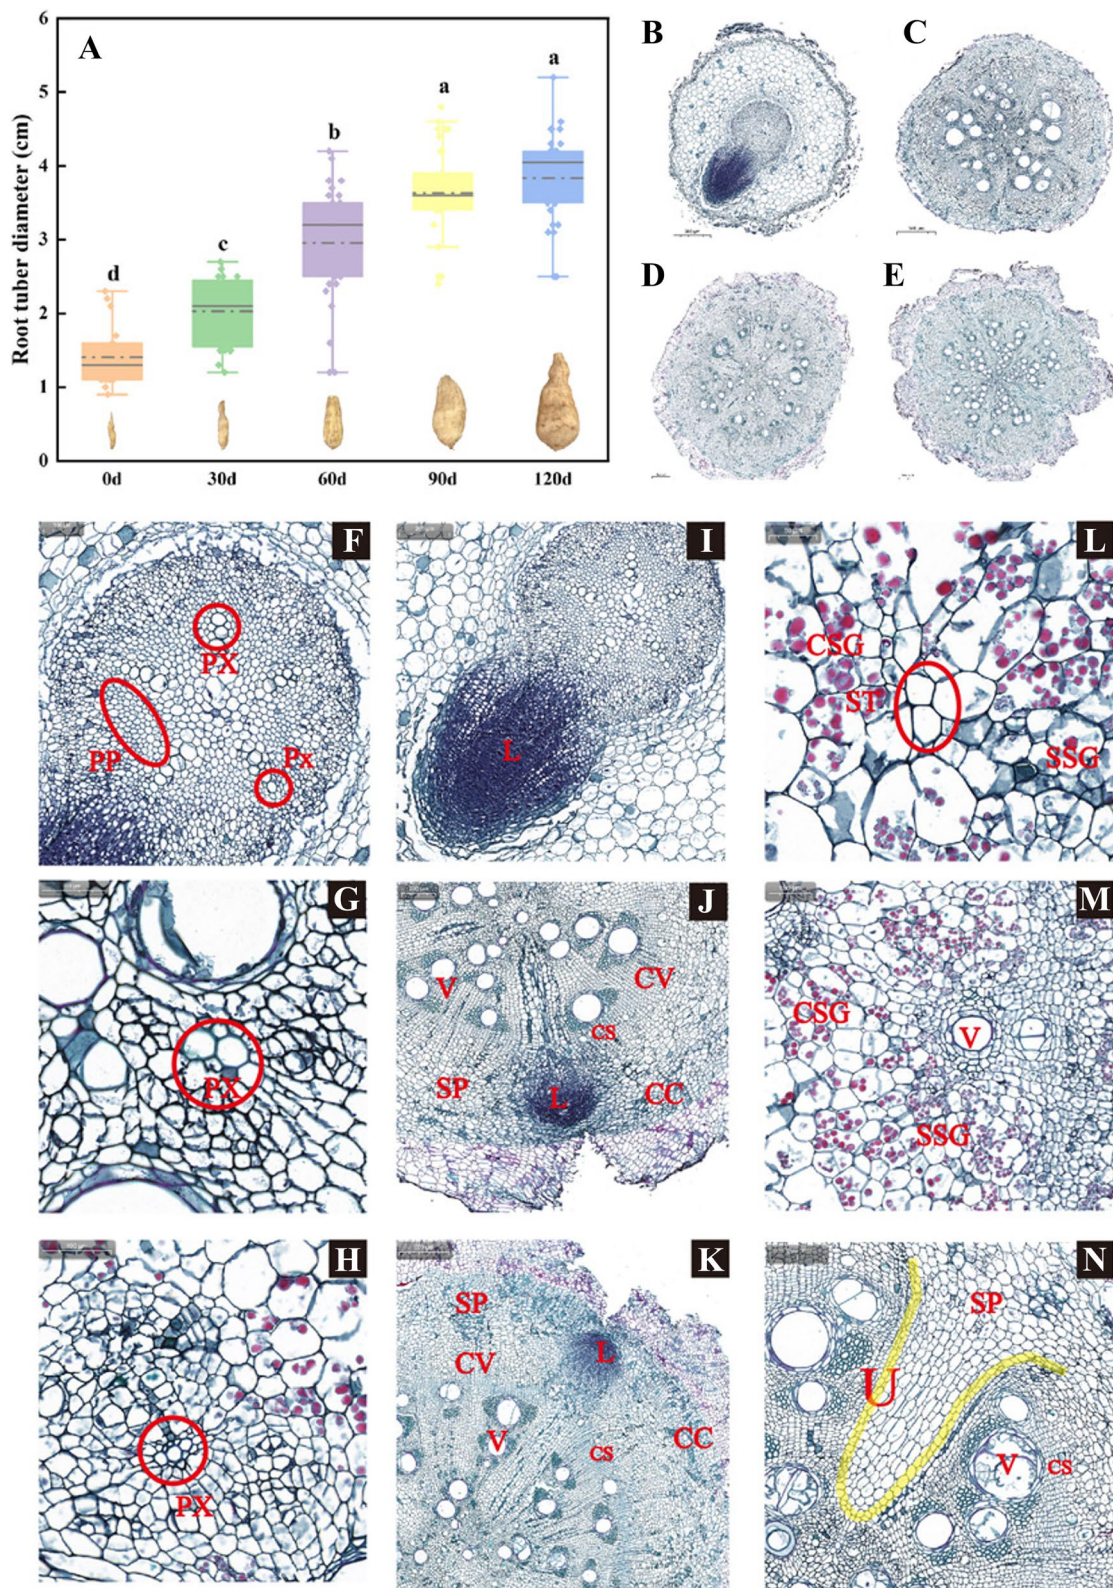 A
Root tuber diameter (cm)
6
5
4
3
2
1
0
d
c
b
a
a
0d
30d
60d
90d
120d
B
C
D
E
F
PX
PP
Px
I
L
L
CSG
ST
SSG
G
PX
J
V
CV
CS
SP
L
CC
M
CSG
V
SSG
H
PX
K
SP
L
CV
V
CS
CC
N
SP
U
V
CS